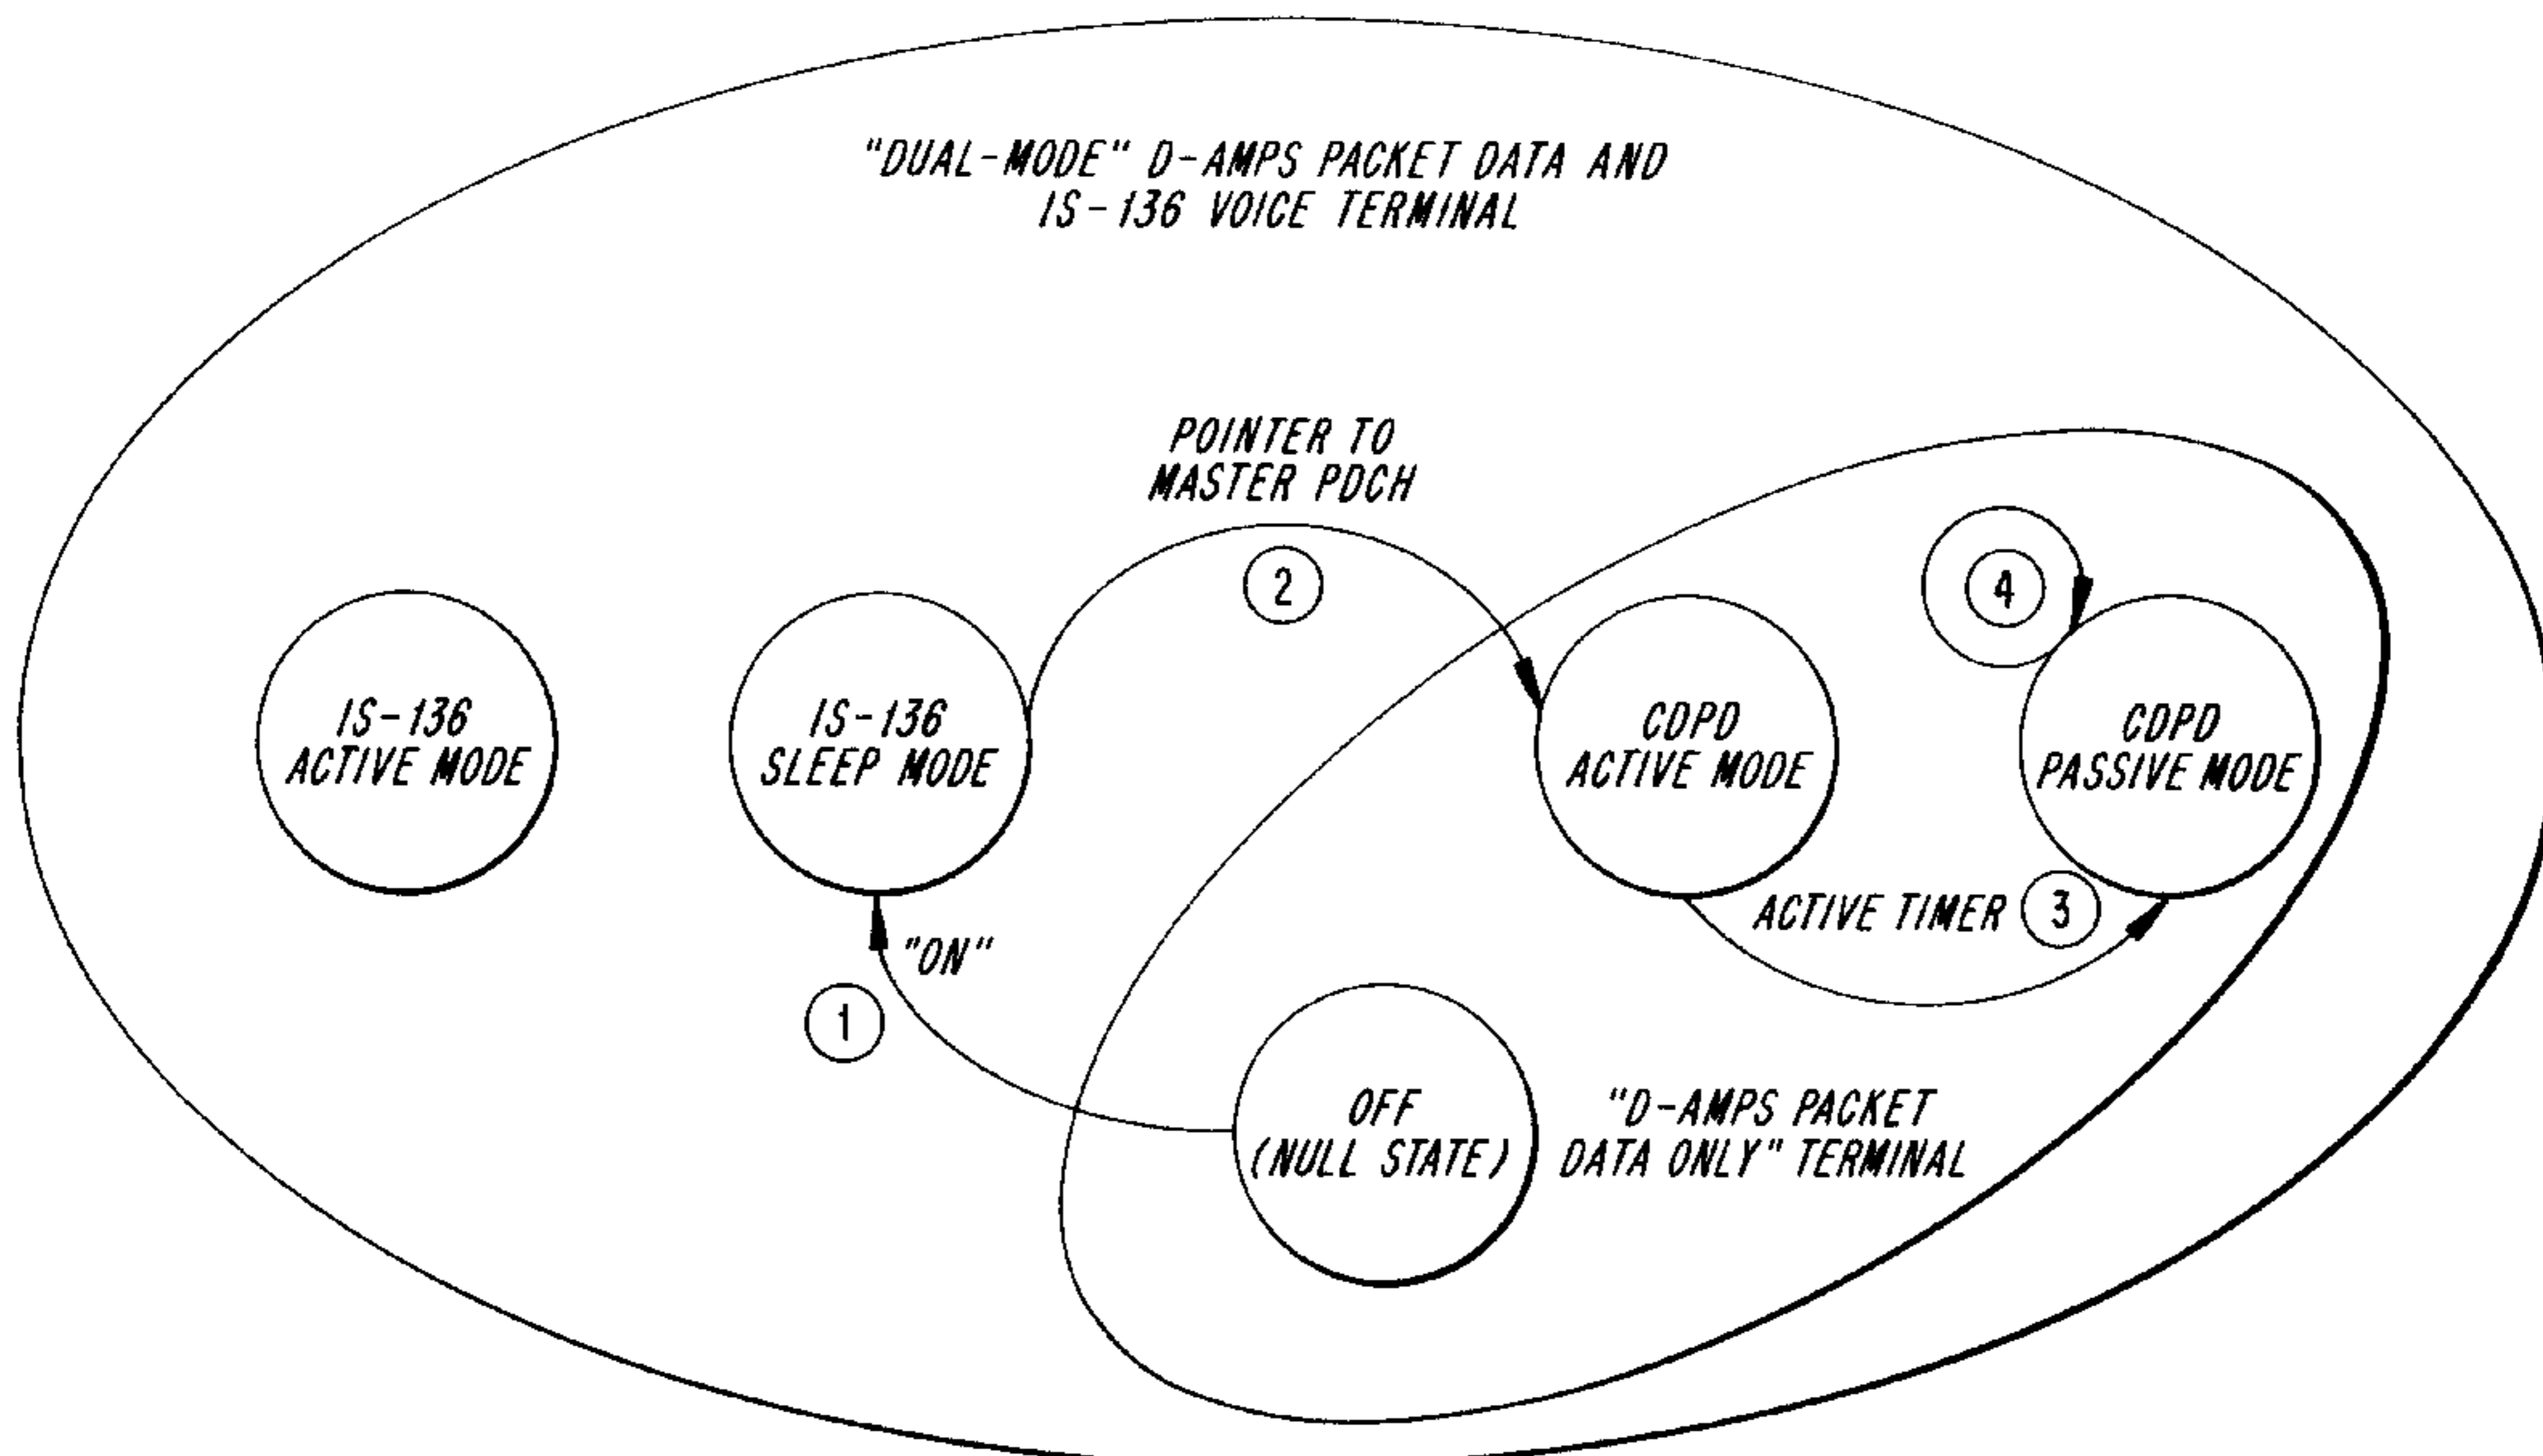 "DUAL-MODE" D-AMPS PACKET DATA AND
IS-136 VOICE TERMINAL
POINTER TO
MASTER PDCH
2
4
IS-136
ACTIVE MODE
IS-136
SLEEP MODE
CDPD
ACTIVE MODE
CDPD
PASSIVE MODE
ACTIVE TIMER 3
"ON"
1
OFF
(NULL STATE)
"D-AMPS PACKET
DATA ONLY" TERMINAL